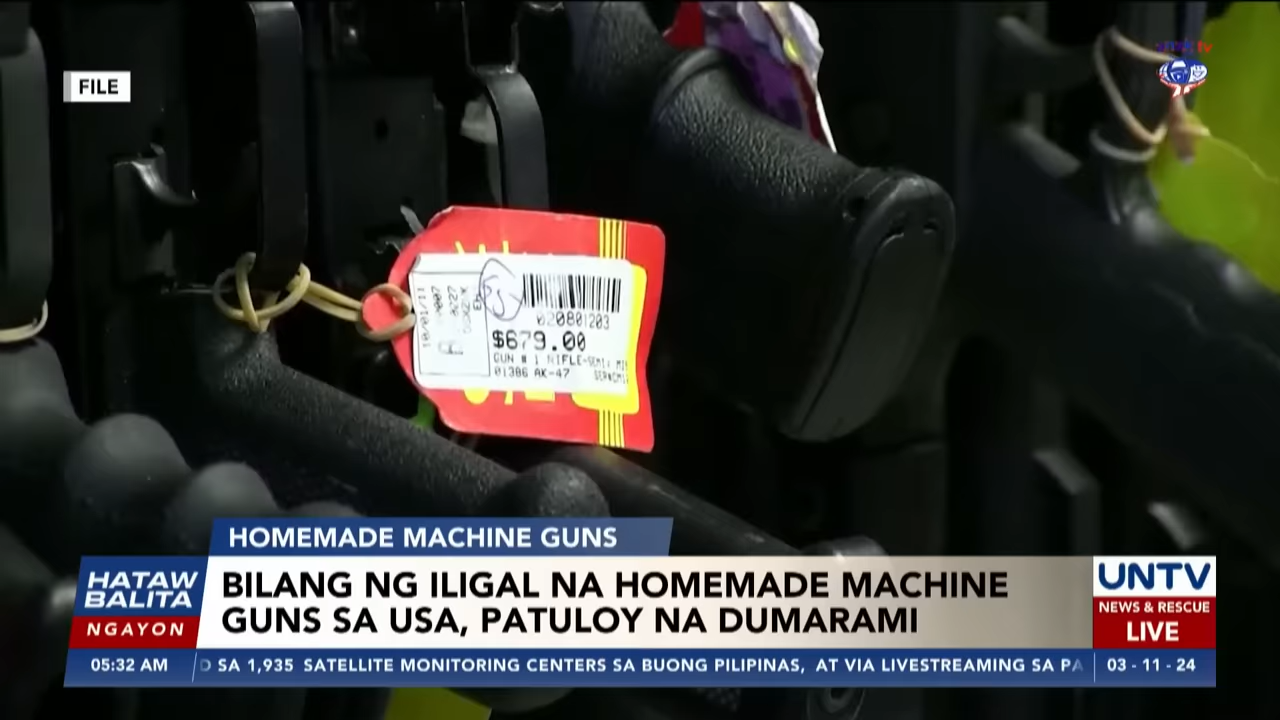 FILE
$679.00
020801203
01386 AK-47
HOMEMADE MACHINE GUNS
HATAW BALITA
NGAYON
BILANG NG ILIGAL NA HOMEMADE MACHINE
GUNS SA USA, PATULOY NA DUMARAMI
UNTV
NEWS & RESCUE
LIVE
05:32 AM
SA 1,935 SATELLITE MONITORING CENTERS SA BUONG PILIPINAS, AT VIA LIVESTREAMING SA
03 - 11 - 24